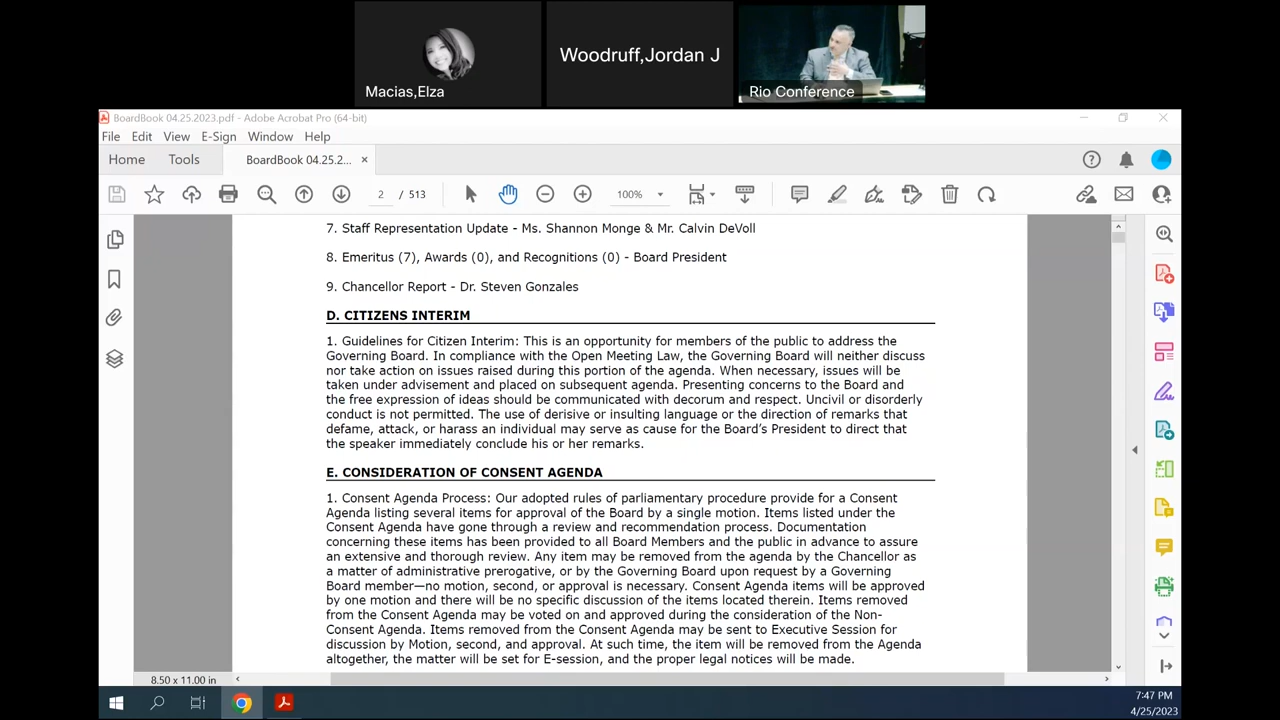 Woodruff,Jordan J
Macias,Elza
Rio Conference
BoardBook 04.25.2023.pdf - Adobe Acrobat Pro (64-bit)
File Edit View E-Sign Window Help
Home Tools BoardBook 04.25.2... ×
2 / 513 100%
7. Staff Representation Update - Ms. Shannon Monge & Mr. Calvin DeVoll
8. Emeritus (7), Awards (0), and Recognitions (0) - Board President
9. Chancellor Report - Dr. Steven Gonzales
D. CITIZENS INTERIM
1. Guidelines for Citizen Interim: This is an opportunity for members of the public to address the
Governing Board. In compliance with the Open Meeting Law, the Governing Board will neither discuss
nor take action on issues raised during this portion of the agenda. When necessary, issues will be
taken under advisement and placed on subsequent agenda. Presenting concerns to the Board and
the free expression of ideas should be communicated with decorum and respect. Uncivil or disorderly
conduct is not permitted. The use of derisive or insulting language or the direction of remarks that
defame, attack, or harass an individual may serve as cause for the Board's President to direct that
the speaker immediately conclude his or her remarks.
E. CONSIDERATION OF CONSENT AGENDA
1. Consent Agenda Process: Our adopted rules of parliamentary procedure provide for a Consent
Agenda listing several items for approval of the Board by a single motion. Items listed under the
Consent Agenda have gone through a review and recommendation process. Documentation
concerning these items has been provided to all Board Members and the public in advance to assure
an extensive and thorough review. Any item may be removed from the agenda by the Chancellor as
a matter of administrative prerogative, or by the Governing Board upon request by a Governing
Board member—no motion, second, or approval is necessary. Consent Agenda items will be approved
by one motion and there will be no specific discussion of the items located therein. Items removed
from the Consent Agenda may be voted on and approved during the consideration of the Non-
Consent Agenda. Items removed from the Consent Agenda may be sent to Executive Session for
discussion by Motion, second, and approval. At such time, the item will be removed from the Agenda
altogether, the matter will be set for E-session, and the proper legal notices will be made.
8.50 x 11.00 in
7:47 PM
4/25/2023